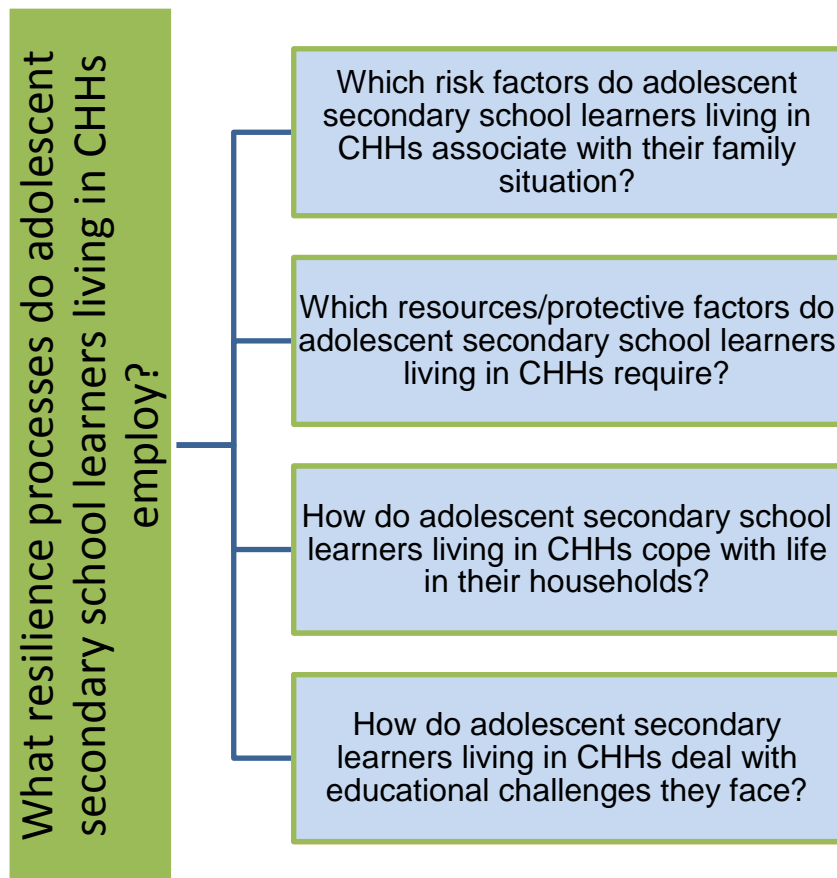 What resilience processes do adolescent
secondary school learners living in CHHs
employ?
Which risk factors do adolescent
secondary school learners living in
CHHs associate with their family
situation?
Which resources/protective factors do
adolescent secondary school learners
living in CHHs require?
How do adolescent secondary school
learners living in CHHs cope with life
in their households?
How do adolescent secondary
learners living in CHHs deal with
educational challenges they face?